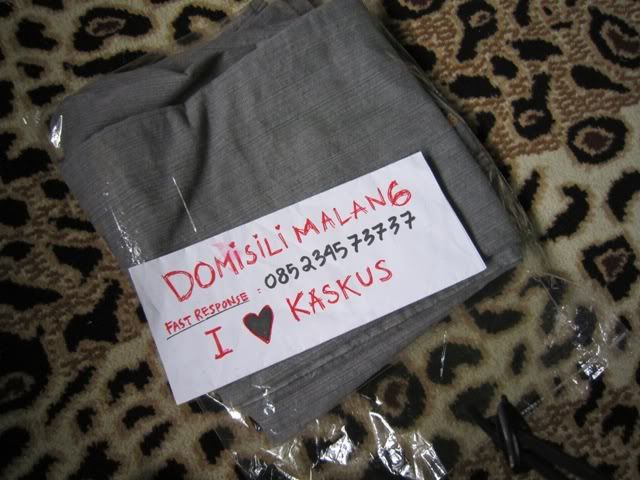 DOMiSiLi MALANG
FAST RESPONSE : 085234573737
I ♥ KASKUS